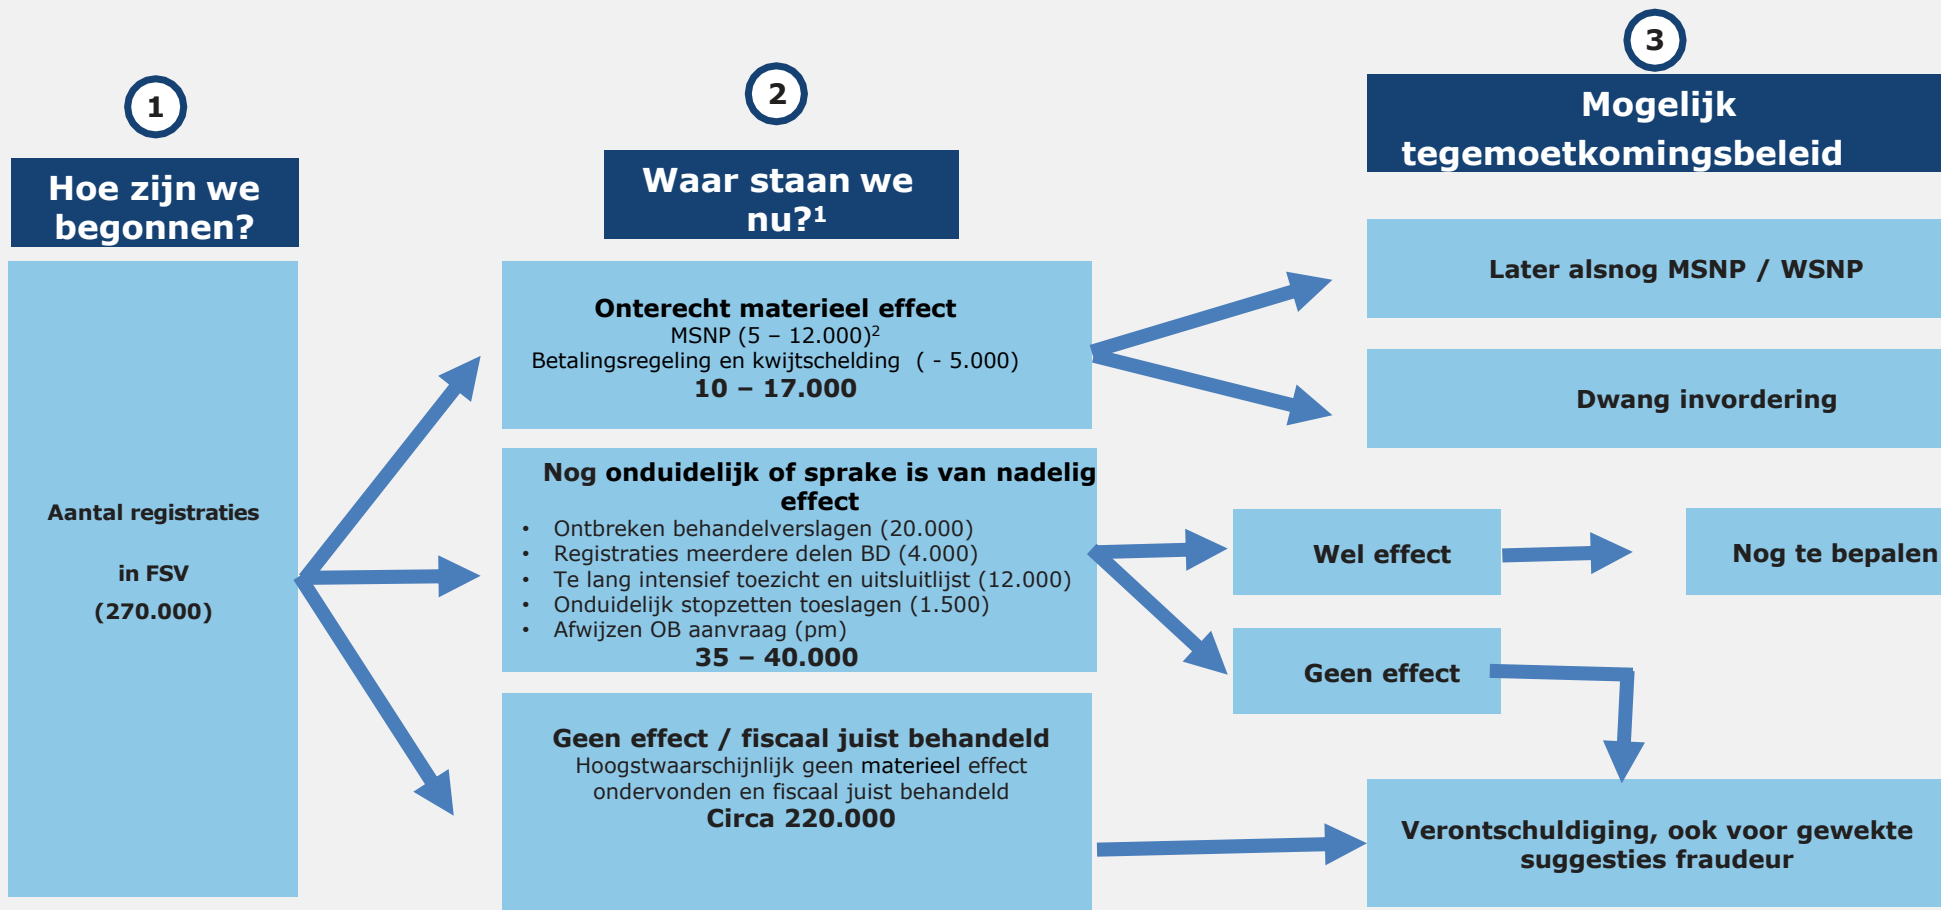 1
Hoe zijn we
begonnen?
Aantal registraties
in FSV
(270.000)
2
Waar staan we
nu?¹
Onterecht materieel effect
MSNP (5 – 12.000)²
Betalingsregeling en kwijtschelding ( - 5.000)
10 – 17.000
Nog onduidelijk of sprake is van nadelig
effect
• Ontbreken behandelverslagen (20.000)
• Registraties meerdere delen BD (4.000)
• Te lang intensief toezicht en uitsluitlijst (12.000)
• Onduidelijk stopzetten toeslagen (1.500)
• Afwijzen OB aanvraag (pm)
35 – 40.000
Geen effect / fiscaal juist behandeld
Hoogstwaarschijnlijk geen materieel effect
ondervonden en fiscaal juist behandeld
Circa 220.000
3
Mogelijk
tegemoetkomingsbeleid
Later alsnog MSNP / WSNP
Dwang invordering
Wel effect
Nog te bepalen
Geen effect
Verontschuldiging, ook voor gewekte
suggesties fraudeur